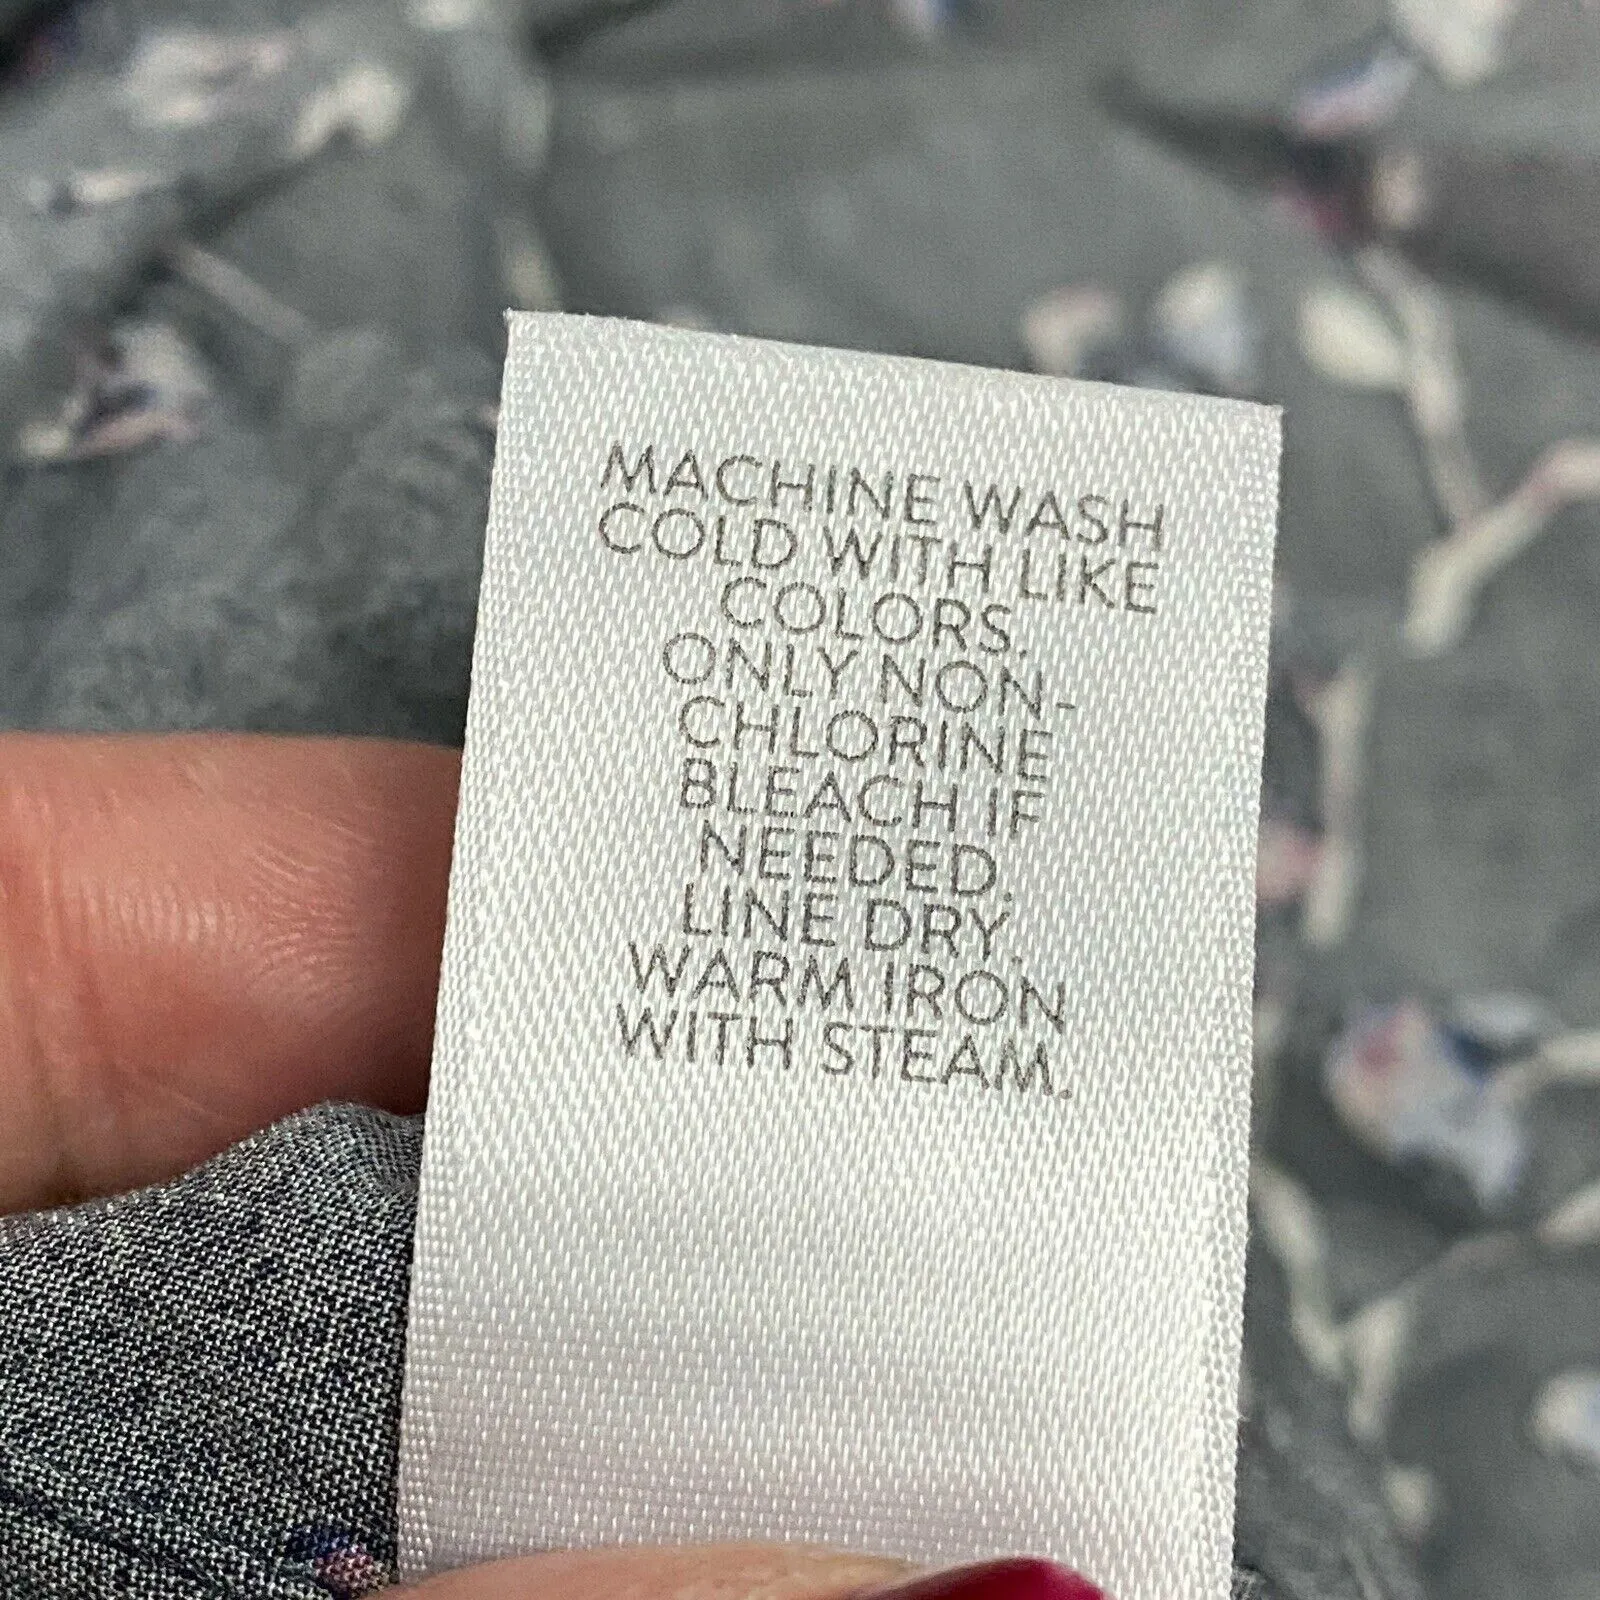 MACHINE WASH
COLD WITH LIKE
COLORS.
ONLY NON-
CHLORINE
BLEACH IF
NEEDED.
LINE DRY.
WARM IRON
WITH STEAM.